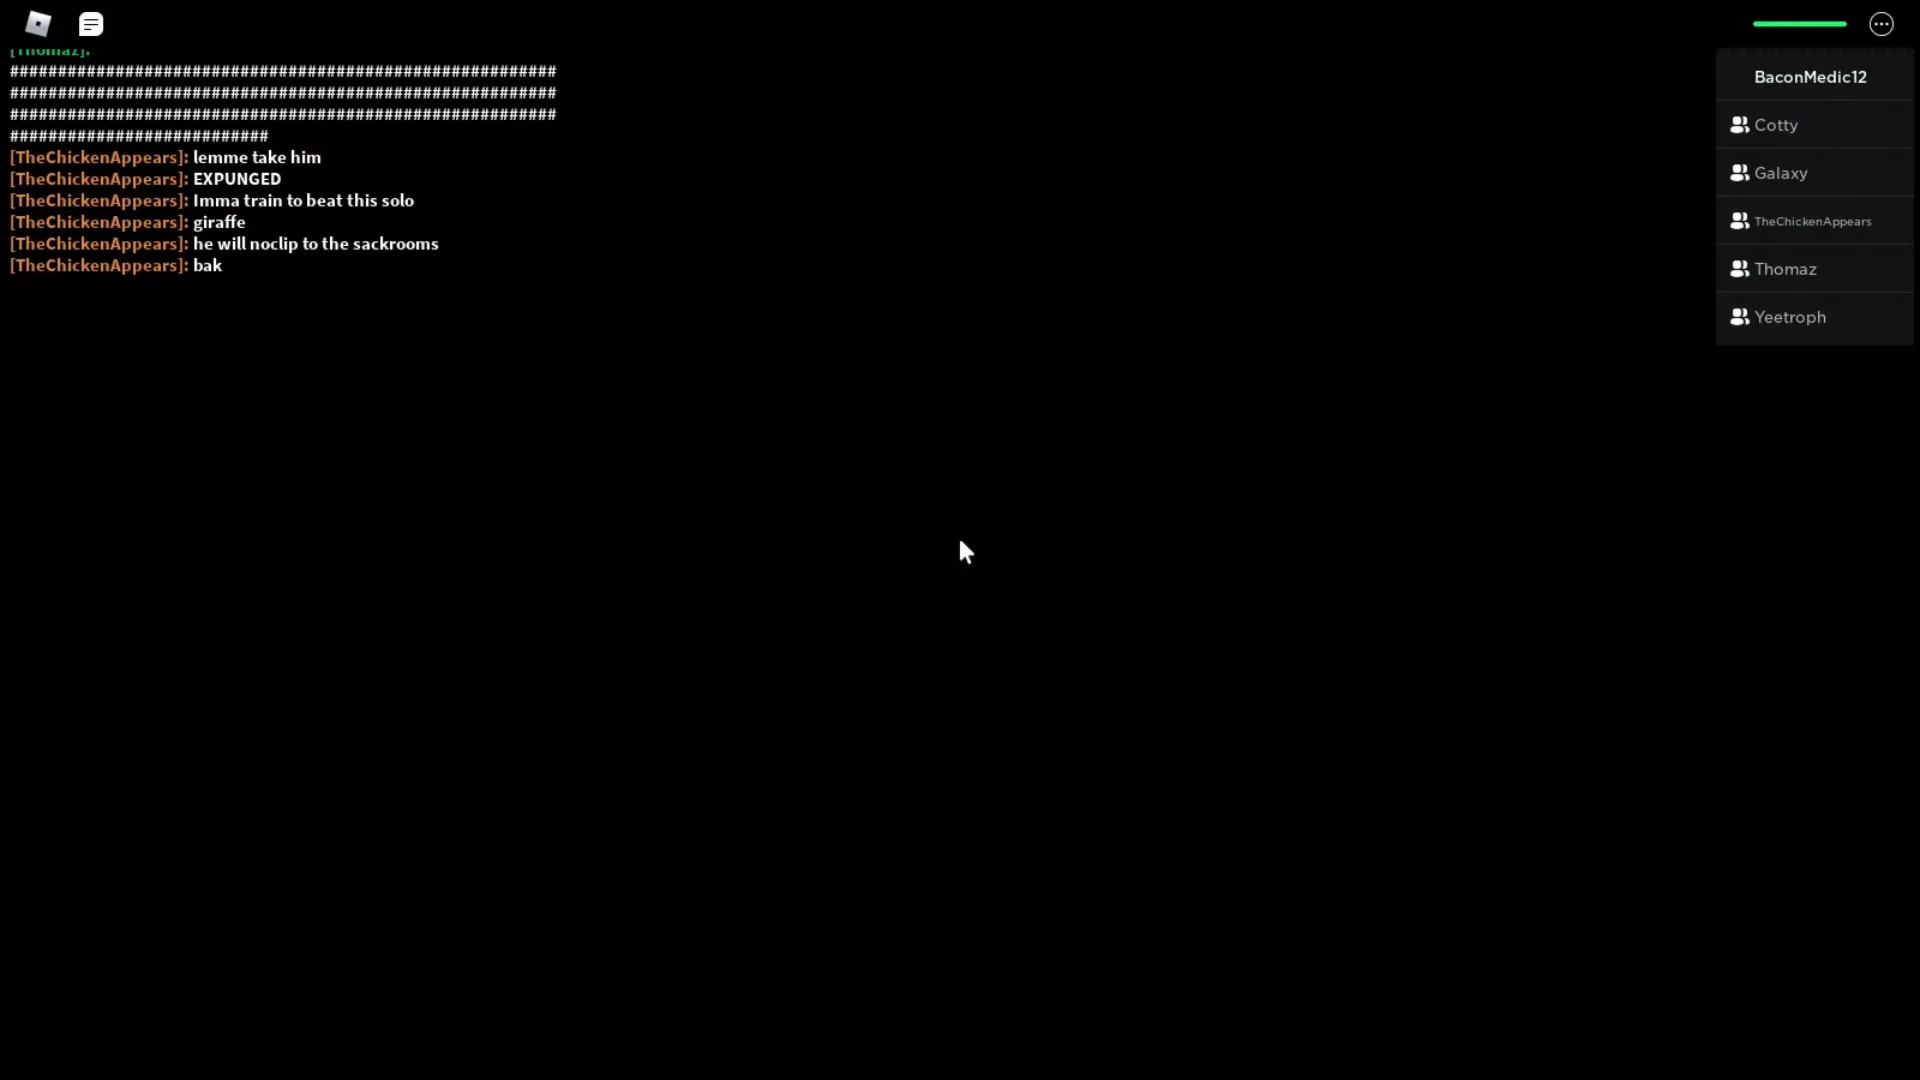 [Thomaz]:
#########################################################
#########################################################
#########################################################
###########################
[TheChickenAppears]: lemme take him
[TheChickenAppears]: EXPUNGED
[TheChickenAppears]: Imma train to beat this solo
[TheChickenAppears]: giraffe
[TheChickenAppears]: he will noclip to the sackrooms
[TheChickenAppears]: bak
BaconMedic12
Cotty
Galaxy
TheChickenAppears
Thomaz
Yeetroph